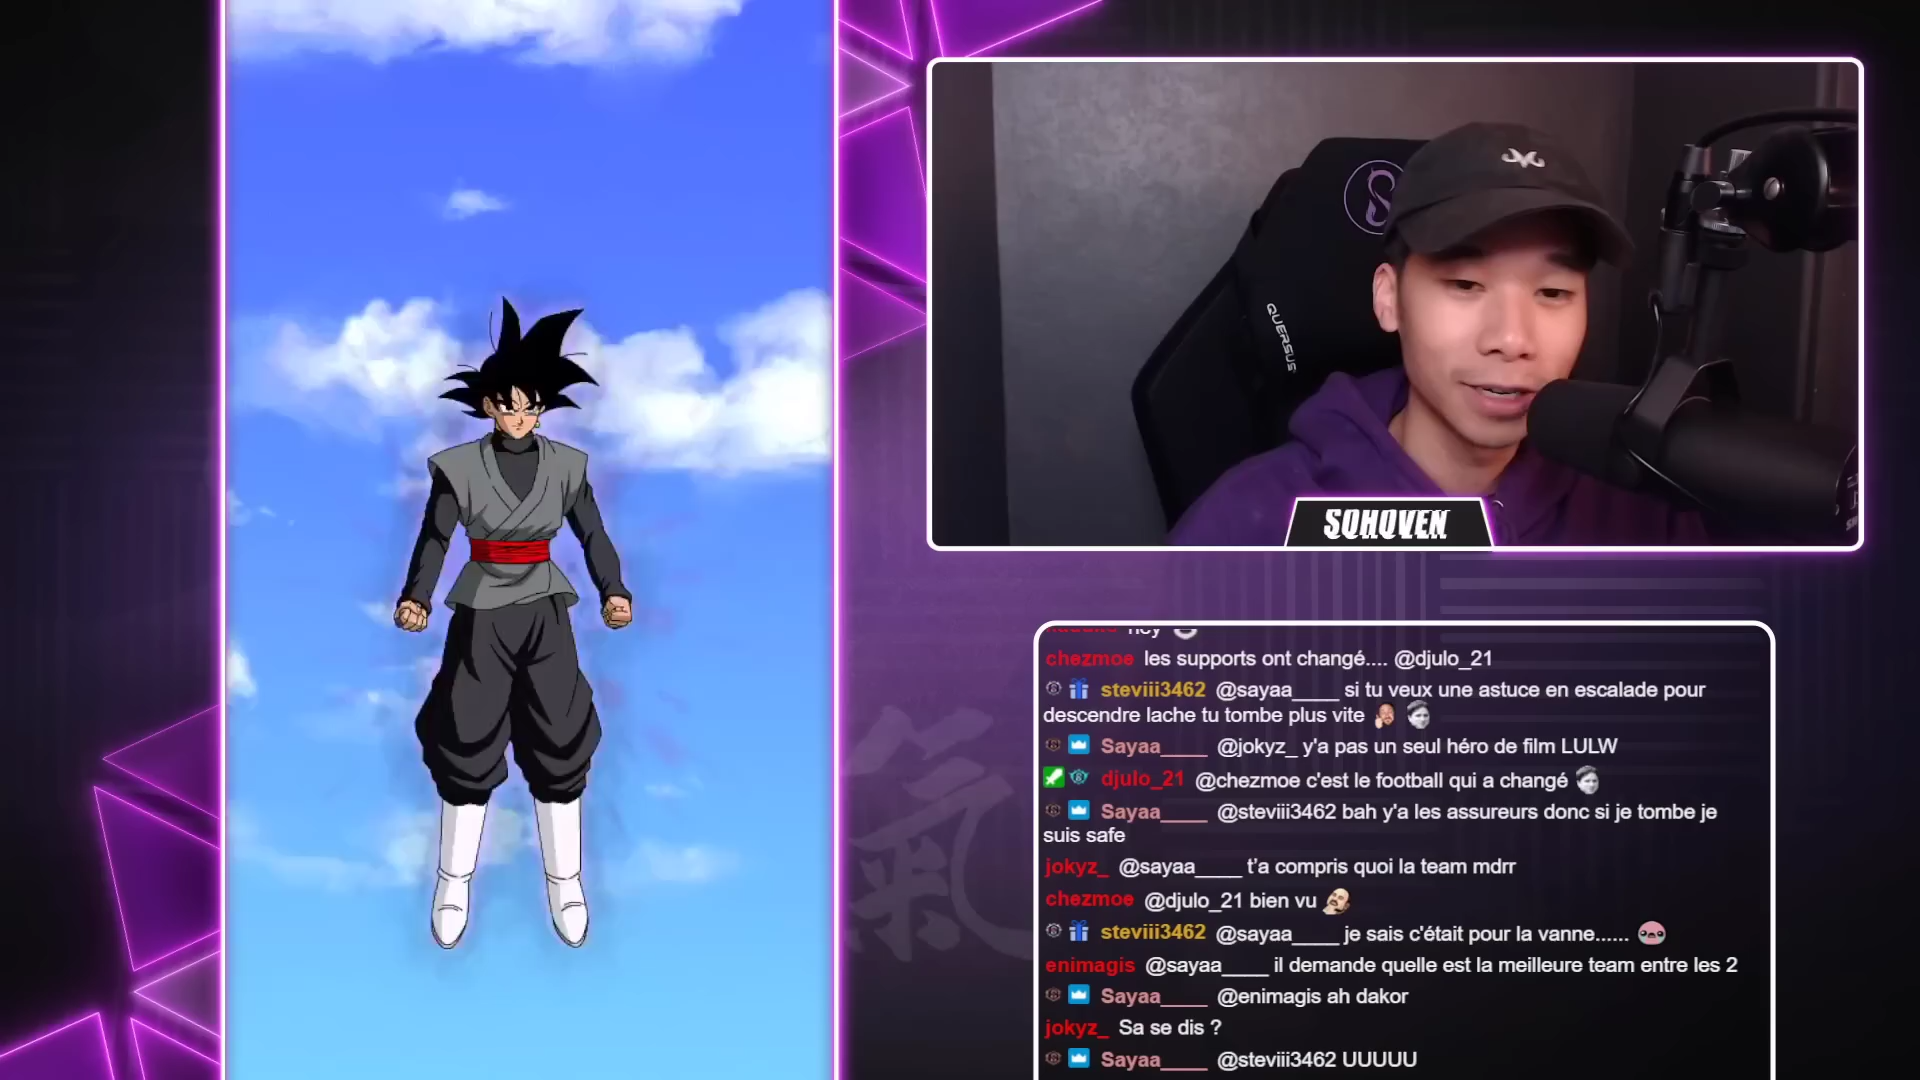 QUERSUS
SOHOVEN
hey
chezmoe les supports ont changé.... @djulo_21
steviii3462 @sayaa____ si tu veux une astuce en escalade pour
descendre lache tu tombe plus vite
Sayaa____ @jokyz_ y'a pas un seul héro de film LULW
djulo_21 @chezmoe c'est le football qui a changé
Sayaa____ @steviii3462 bah y'a les assureurs donc si je tombe je
suis safe
jokyz_ @sayaa____ t'a compris quoi la team mdrr
chezmoe @djulo_21 bien vu
steviii3462 @sayaa____ je sais c'était pour la vanne......
enimagis @sayaa____ il demande quelle est la meilleure team entre les 2
Sayaa____ @enimagis ah dakor
jokyz_ Sa se dis ?
Sayaa____ @steviii3462 UUUUU
氣